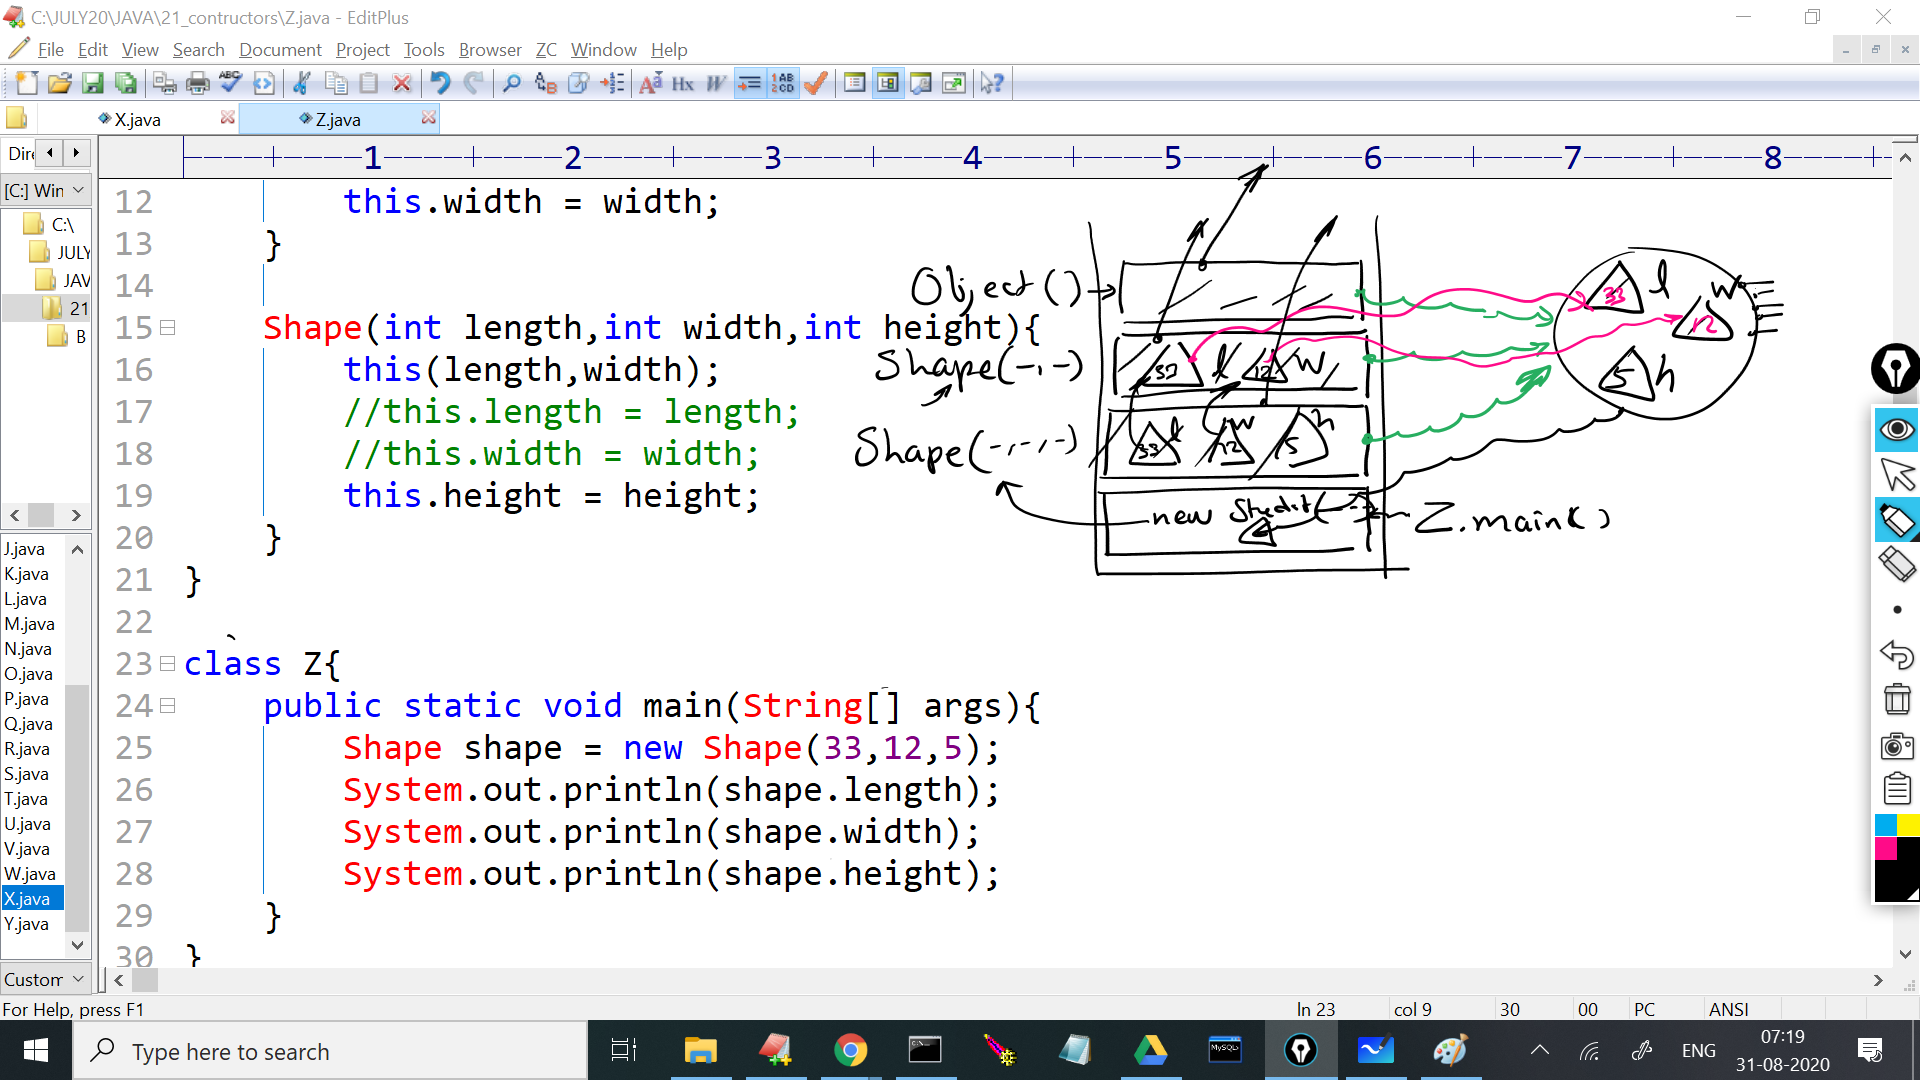 C:\JULY20\JAVA\21_contructors\Z.java - EditPlus
File Edit View Search Document Project Tools Browser ZC Window Help
X.java Z.java
Dire
1 2 3 4 5 6 7 8
[C:] Win
C:\
JULY
JAV
21
B
12 this.width = width;
13 }
14
15 Shape(int length,int width,int height){
16 this(length,width);
17 //this.length = length;
18 //this.width = width;
19 this.height = height;
20 }
21 }
22
23 class Z{
24 public static void main(String[] args){
25 Shape shape = new Shape(33,12,5);
26 System.out.println(shape.length);
27 System.out.println(shape.width);
28 System.out.println(shape.height);
29 }
30 }
Object()
Shape(-,-)
33 l 12 w
Shape(-,-,-)
33 l 12 w 5 h
new
Z.main()
33 l
12 w
5 h
J.java
K.java
L.java
M.java
N.java
O.java
P.java
Q.java
R.java
S.java
T.java
U.java
V.java
W.java
X.java
Y.java
Custom
For Help, press F1
ln 23 col 9 30 00 PC ANSI
Type here to search
MySQL
ENG
07:19
31-08-2020